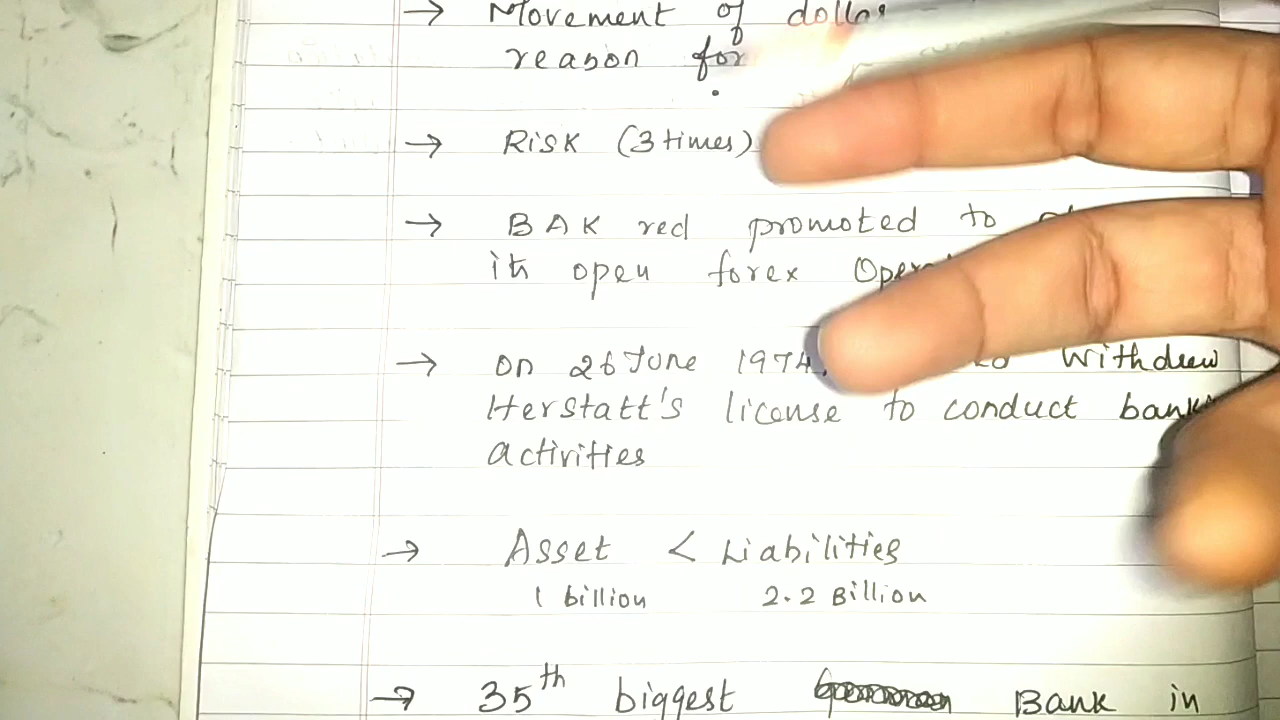 → Movement of dollar
reason for
→ Risk (3 times)
→ BAK red promoted to
its open forex
→ On 26 June 1974, withdrew
Herstatt's license to conduct
activities
→ Asset < Liabilities
1 billion 2.2 Billion
→ 35th biggest Bank in